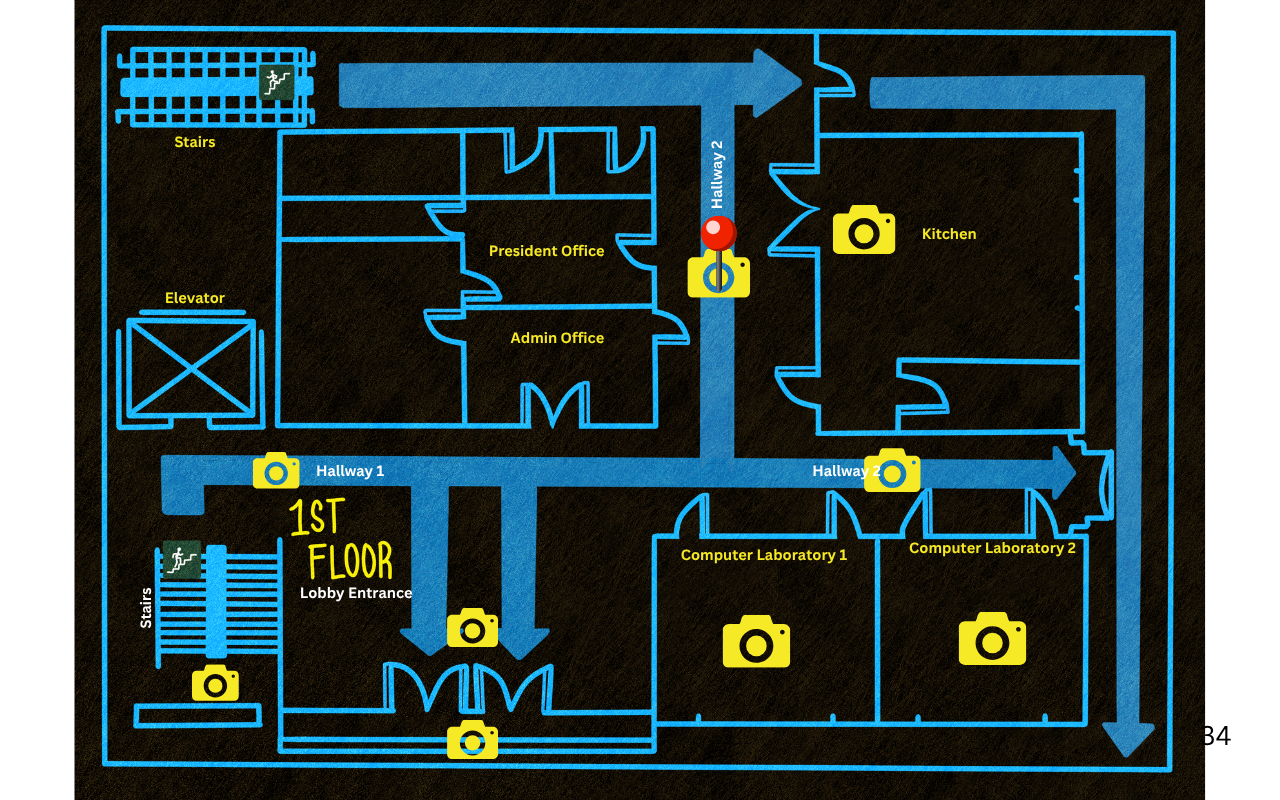 Stairs
Hallway 2
President Office
Kitchen
Elevator
Admin Office
Hallway 1
Hallway 2
1ST
FLOOR
Lobby Entrance
Computer Laboratory 1
Computer Laboratory 2
Stairs
34